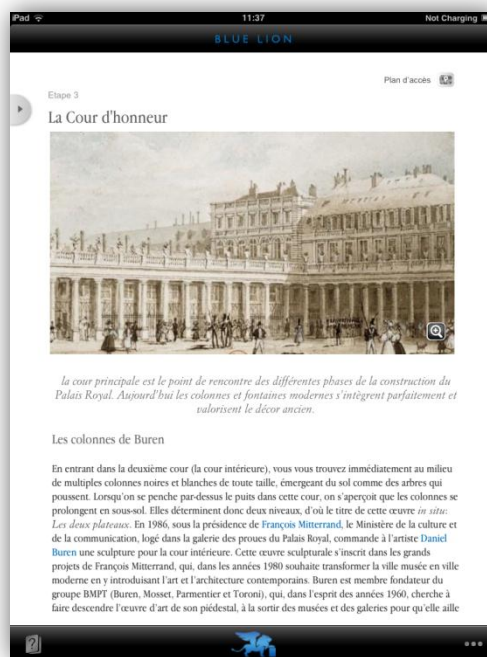 iPad 11:37 Not Charging
BLUE LION
Plan d'accès
Etape 3
La Cour d'honneur
la cour principale est le point de rencontre des différentes phases de la construction du
Palais Royal. Aujourd'hui les colonnes et fontaines modernes s'intègrent parfaitement et
valorisent le décor ancien.
Les colonnes de Buren
En entrant dans la deuxième cour (la cour intérieure), vous vous trouvez immédiatement au milieu
de multiples colonnes noires et blanches de toute taille, émergeant du sol comme des arbres qui
poussent. Lorsqu'on se penche par-dessus le puits dans cette cour, on s'aperçoit que les colonnes se
prolongent en sous-sol. Elles déterminent donc deux niveaux, d'où le titre de cette œuvre in situ:
Les deux plateaux. En 1986, sous la présidence de François Mitterrand, le Ministère de la culture et
de la communication, logé dans la galerie des proues du Palais Royal, commande à l'artiste Daniel
Buren une sculpture pour la cour intérieure. Cette œuvre sculpturale s'inscrit dans les grands
projets de François Mitterrand, qui, dans les années 1980 souhaite transformer la ville musée en ville
moderne en y introduisant l'art et l'architecture contemporains. Buren est membre fondateur du
groupe BMPT (Buren, Mosset, Parmentier et Toroni), qui, dans l'esprit des années 1960, cherche à
faire descendre l'œuvre d'art de son piédestal, à la sortir des musées et des galeries pour qu'elle aille